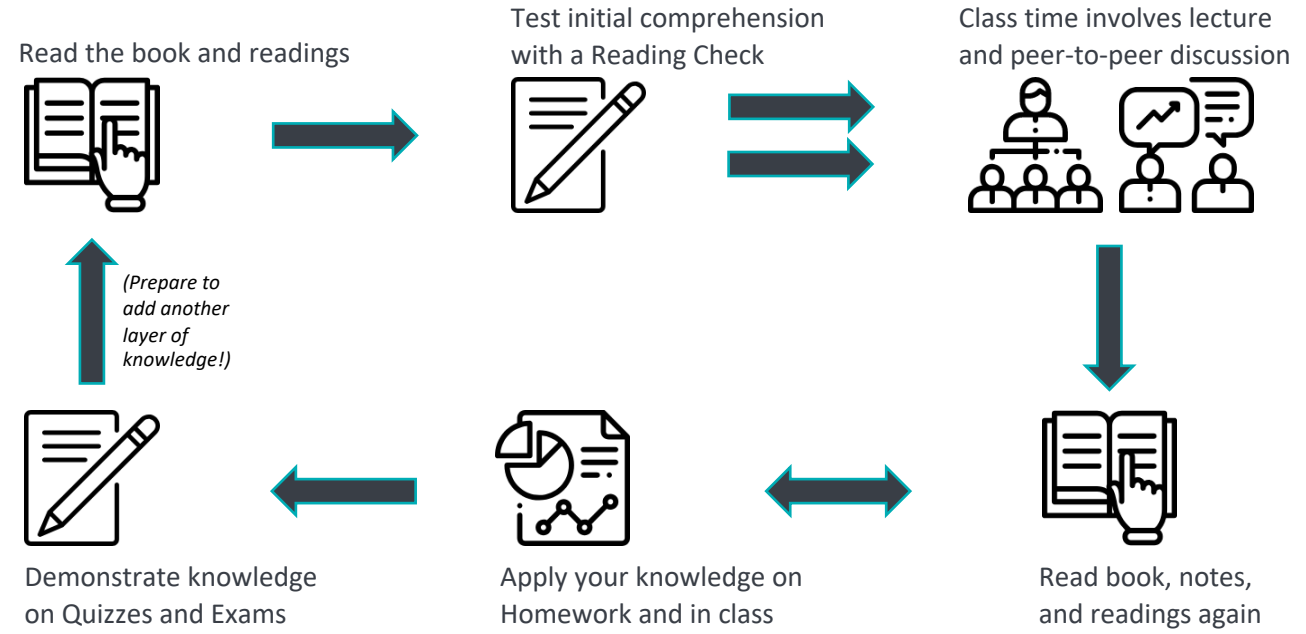 Read the book and readings
Test initial comprehension
with a Reading Check
Class time involves lecture
and peer-to-peer discussion
(Prepare to
add another
layer of
knowledge!)
Demonstrate knowledge
on Quizzes and Exams
Apply your knowledge on
Homework and in class
Read book, notes,
and readings again